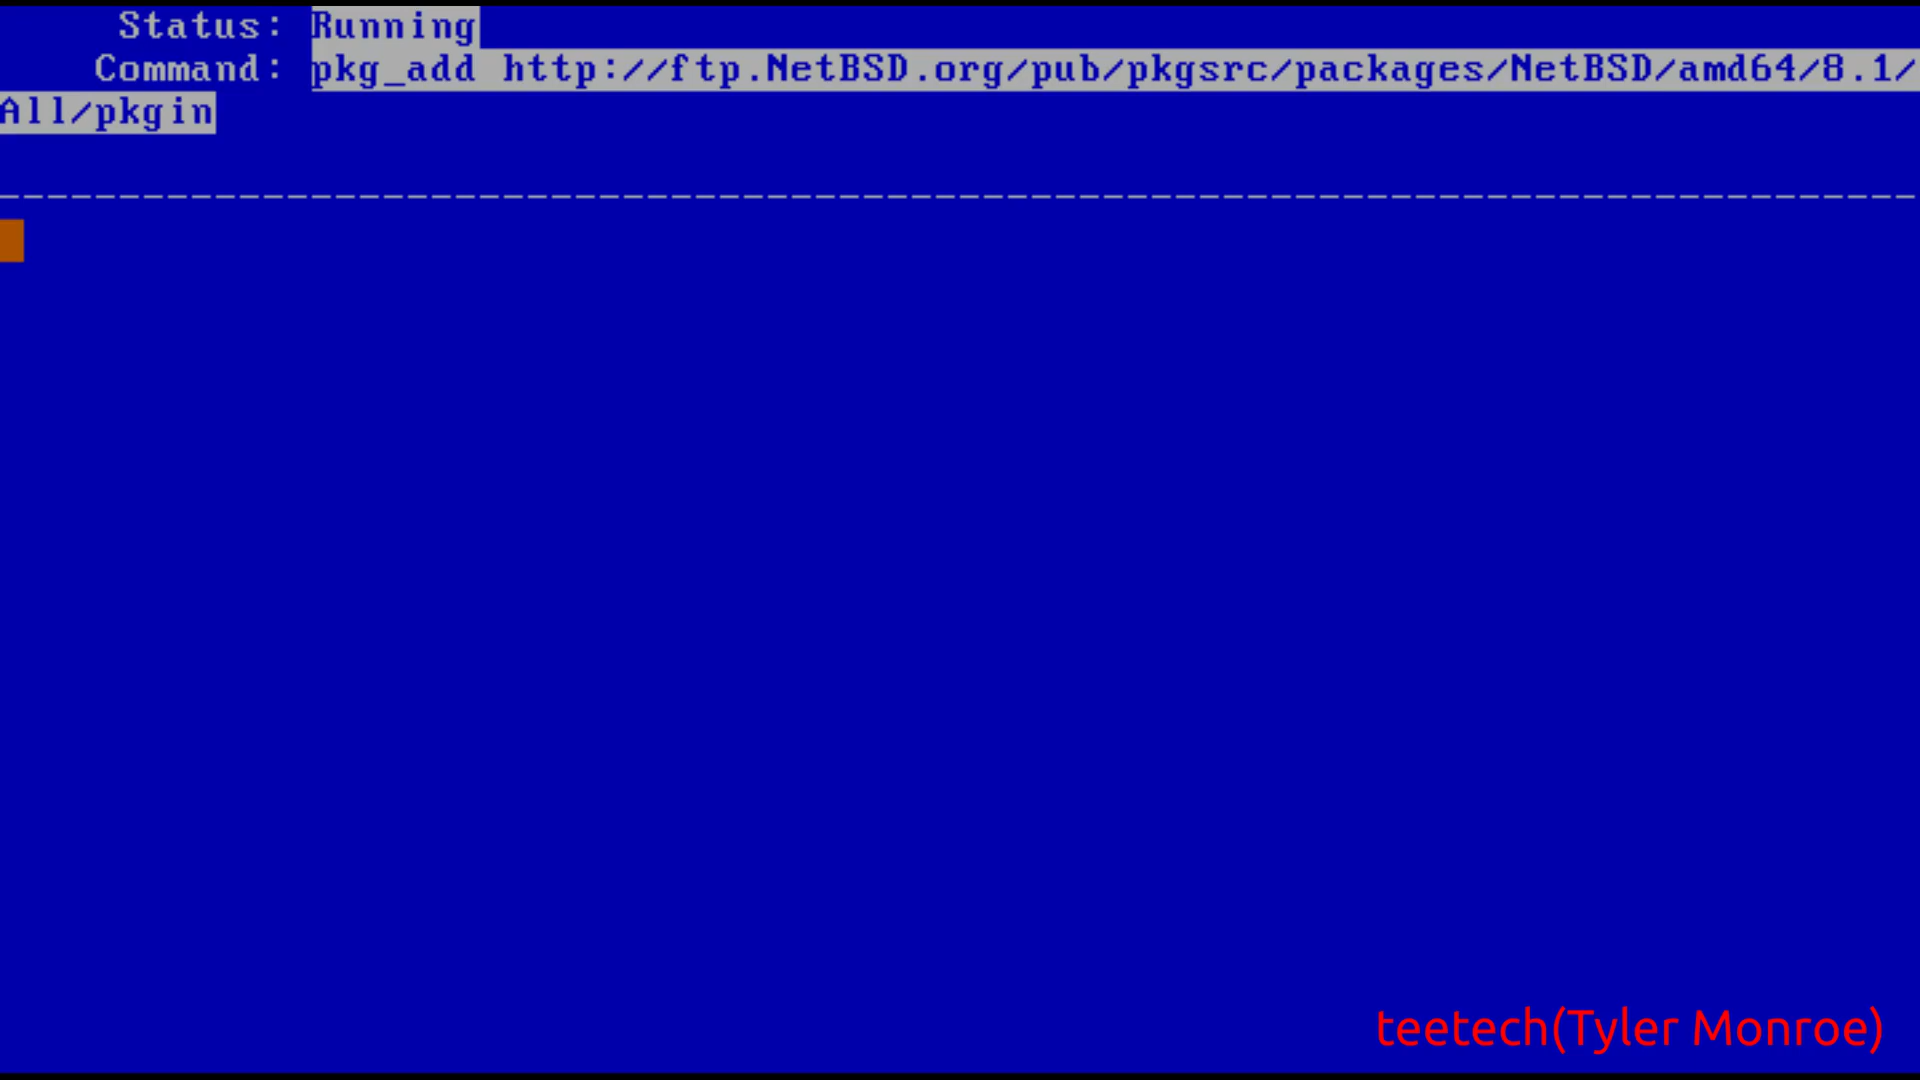 Status: Running
Command: pkg_add http://ftp.NetBSD.org/pub/pkgsrc/packages/NetBSD/amd64/8.1/
All/pkgin
--------------------------------------------------------------------------------
teetech(Tyler Monroe)